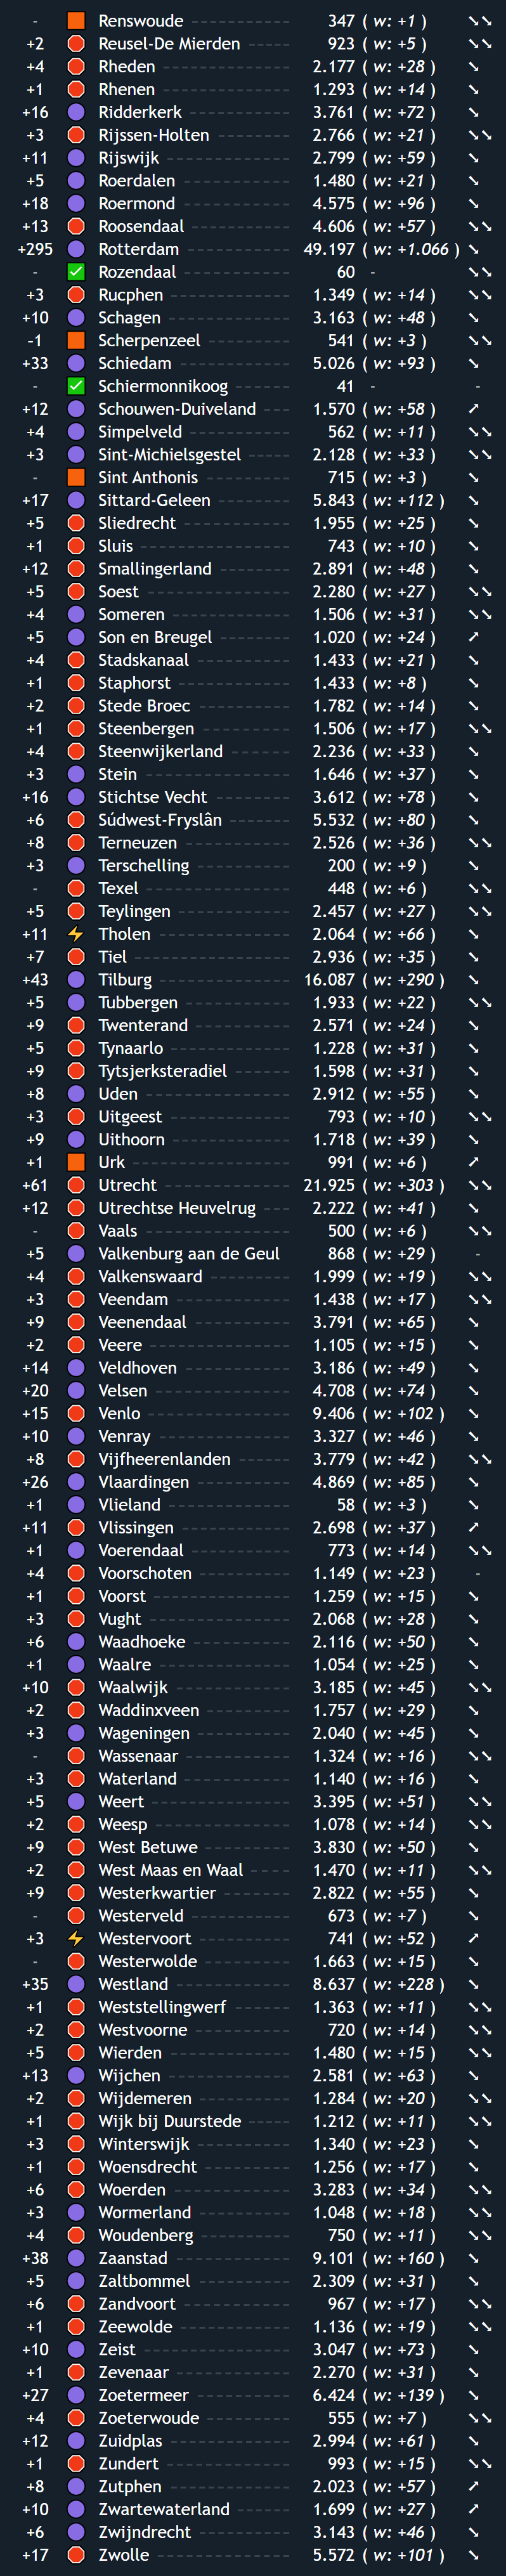 - Renswoude 347 ( w: +1 ) ↘↘
+2 Reusel-De Mierden 923 ( w: +5 ) ↘↘
+4 Rheden 2.177 ( w: +28 ) ↘
+1 Rhenen 1.293 ( w: +14 ) ↘
+16 Ridderkerk 3.761 ( w: +72 ) ↘
+3 Rijssen-Holten 2.766 ( w: +21 ) ↘↘
+11 Rijswijk 2.799 ( w: +59 ) ↘
+5 Roerdalen 1.480 ( w: +21 ) ↘
+18 Roermond 4.575 ( w: +96 ) ↘
+13 Roosendaal 4.606 ( w: +57 ) ↘↘
+295 Rotterdam 49.197 ( w: +1.066 ) ↘
- Rozendaal 60 - ↘↘
+3 Rucphen 1.349 ( w: +14 ) ↘↘
+10 Schagen 3.163 ( w: +48 ) ↘
-1 Scherpenzeel 541 ( w: +3 ) ↘↘
+33 Schiedam 5.026 ( w: +93 ) ↘
- Schiermonnikoog 41 - -
+12 Schouwen-Duiveland 1.570 ( w: +58 ) ↗
+4 Simpelveld 562 ( w: +11 ) ↘↘
+3 Sint-Michielsgestel 2.128 ( w: +33 ) ↘↘
- Sint Anthonis 715 ( w: +3 ) ↘
+17 Sittard-Geleen 5.843 ( w: +112 ) ↘
+5 Sliedrecht 1.955 ( w: +25 ) ↘
+1 Sluis 743 ( w: +10 ) ↘
+12 Smallingerland 2.891 ( w: +48 ) ↘
+5 Soest 2.280 ( w: +27 ) ↘↘
+4 Someren 1.506 ( w: +31 ) ↘↘
+5 Son en Breugel 1.020 ( w: +24 ) ↗
+4 Stadskanaal 1.433 ( w: +21 ) ↘
+1 Staphorst 1.433 ( w: +8 ) ↘
+2 Stede Broec 1.782 ( w: +14 ) ↘
+1 Steenbergen 1.506 ( w: +17 ) ↘↘
+4 Steenwijkerland 2.236 ( w: +33 ) ↘
+3 Stein 1.646 ( w: +37 ) ↘
+16 Stichtse Vecht 3.612 ( w: +78 ) ↘
+6 Súdwest-Fryslân 5.532 ( w: +80 ) ↘
+8 Terneuzen 2.526 ( w: +36 ) ↘↘
+3 Terschelling 200 ( w: +9 ) ↘
- Texel 448 ( w: +6 ) ↘↘
+5 Teylingen 2.457 ( w: +27 ) ↘↘
+11 Tholen 2.064 ( w: +66 ) ↘
+7 Tiel 2.936 ( w: +35 ) ↘
+43 Tilburg 16.087 ( w: +290 ) ↘
+5 Tubbergen 1.933 ( w: +22 ) ↘↘
+9 Twenterand 2.571 ( w: +24 ) ↘
+5 Tynaarlo 1.228 ( w: +31 ) ↘
+9 Tytsjerksteradiel 1.598 ( w: +31 ) ↘
+8 Uden 2.912 ( w: +55 ) ↘
+3 Uitgeest 793 ( w: +10 ) ↘↘
+9 Uithoorn 1.718 ( w: +39 ) ↘
+1 Urk 991 ( w: +6 ) ↗
+61 Utrecht 21.925 ( w: +303 ) ↘↘
+12 Utrechtse Heuvelrug 2.222 ( w: +41 ) ↘
- Vaals 500 ( w: +6 ) ↘↘
+5 Valkenburg aan de Geul 868 ( w: +29 ) -
+4 Valkenswaard 1.999 ( w: +19 ) ↘↘
+3 Veendam 1.438 ( w: +17 ) ↘↘
+9 Veenendaal 3.791 ( w: +65 ) ↘
+2 Veere 1.105 ( w: +15 ) ↘
+14 Veldhoven 3.186 ( w: +49 ) ↘
+20 Velsen 4.708 ( w: +74 ) ↘
+15 Venlo 9.406 ( w: +102 ) ↘
+10 Venray 3.327 ( w: +46 ) ↘
+8 Vijfheerenlanden 3.779 ( w: +42 ) ↘↘
+26 Vlaardingen 4.869 ( w: +85 ) ↘
+1 Vlieland 58 ( w: +3 ) ↘
+11 Vlissingen 2.698 ( w: +37 ) ↗
+1 Voerendaal 773 ( w: +14 ) ↘↘
+4 Voorschoten 1.149 ( w: +23 ) -
+1 Voorst 1.259 ( w: +15 ) ↘
+3 Vught 2.068 ( w: +28 ) ↘
+6 Waadhoeke 2.116 ( w: +50 ) ↘
+1 Waalre 1.054 ( w: +25 ) ↘
+10 Waalwijk 3.185 ( w: +45 ) ↘↘
+2 Waddinxveen 1.757 ( w: +29 ) ↘
+3 Wageningen 2.040 ( w: +45 ) ↘
- Wassenaar 1.324 ( w: +16 ) ↘↘
+3 Waterland 1.140 ( w: +16 ) ↘
+5 Weert 3.395 ( w: +51 ) ↘↘
+2 Weesp 1.078 ( w: +14 ) ↘↘
+9 West Betuwe 3.830 ( w: +50 ) ↘
+2 West Maas en Waal 1.470 ( w: +11 ) ↘↘
+9 Westerkwartier 2.822 ( w: +55 ) ↘
- Westerveld 673 ( w: +7 ) ↘
+3 Westervoort 741 ( w: +52 ) ↗
- Westerwolde 1.663 ( w: +15 ) ↘
+35 Westland 8.637 ( w: +228 ) ↘
+1 Weststellingwerf 1.363 ( w: +11 ) ↘↘
+2 Westvoorne 720 ( w: +14 ) ↘↘
+5 Wierden 1.480 ( w: +15 ) ↘↘
+13 Wijchen 2.581 ( w: +63 ) ↘
+2 Wijdemeren 1.284 ( w: +20 ) ↘↘
+1 Wijk bij Duurstede 1.212 ( w: +11 ) ↘↘
+3 Winterswijk 1.340 ( w: +23 ) ↘
+1 Woensdrecht 1.256 ( w: +17 ) ↘
+6 Woerden 3.283 ( w: +34 ) ↘↘
+3 Wormerland 1.048 ( w: +18 ) ↘↘
+4 Woudenberg 750 ( w: +11 ) ↘↘
+38 Zaanstad 9.101 ( w: +160 ) ↘
+5 Zaltbommel 2.309 ( w: +31 ) ↘
+6 Zandvoort 967 ( w: +17 ) ↘↘
+1 Zeewolde 1.136 ( w: +19 ) ↘↘
+10 Zeist 3.047 ( w: +73 ) ↘
+1 Zevenaar 2.270 ( w: +31 ) ↘
+27 Zoetermeer 6.424 ( w: +139 ) ↘
+4 Zoeterwoude 555 ( w: +7 ) ↘↘
+12 Zuidplas 2.994 ( w: +61 ) ↘
+1 Zundert 993 ( w: +15 ) ↘↘
+8 Zutphen 2.023 ( w: +57 ) ↗
+10 Zwartewaterland 1.699 ( w: +27 ) ↗
+6 Zwijndrecht 3.143 ( w: +46 ) ↘
+17 Zwolle 5.572 ( w: +101 ) ↘